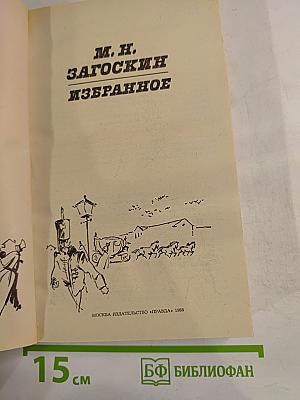 М. Н.
ЗАГОСКИН
ИЗБРАННОЕ
МОСКВА ИЗДАТЕЛЬСТВО «ПРАВДА» 1988
15 см
БФ БИБЛИОФАН